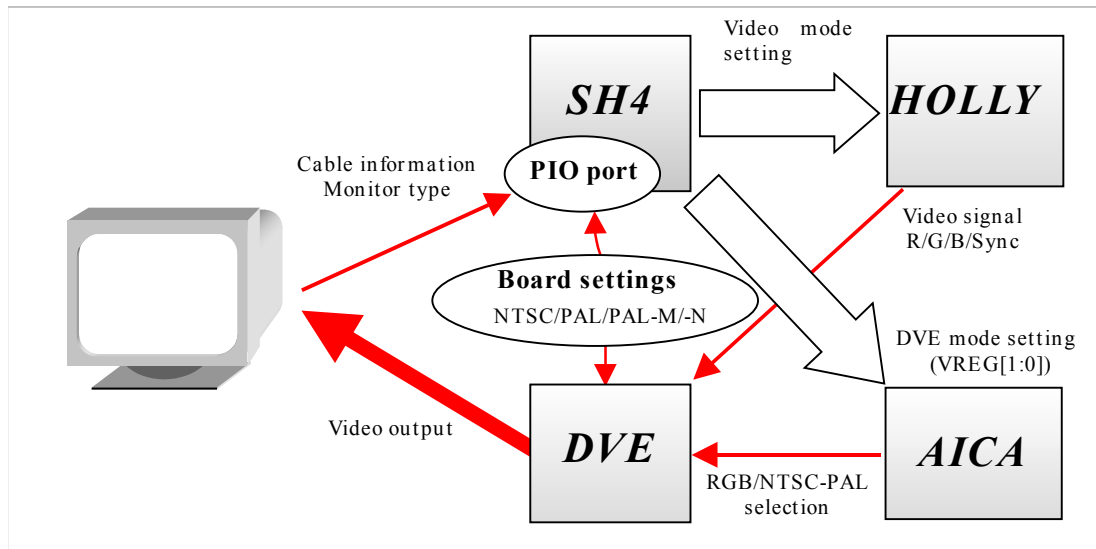 Video mode
setting
SH4
HOLLY
Cable information
Monitor type
PIO port
Video signal
R/G/B/Sync
Board settings
NTSC/PAL/PAL-M/-N
DVE mode setting
(VREG[1:0])
Video output
DVE
AICA
RGB/NTSC-PAL
selection